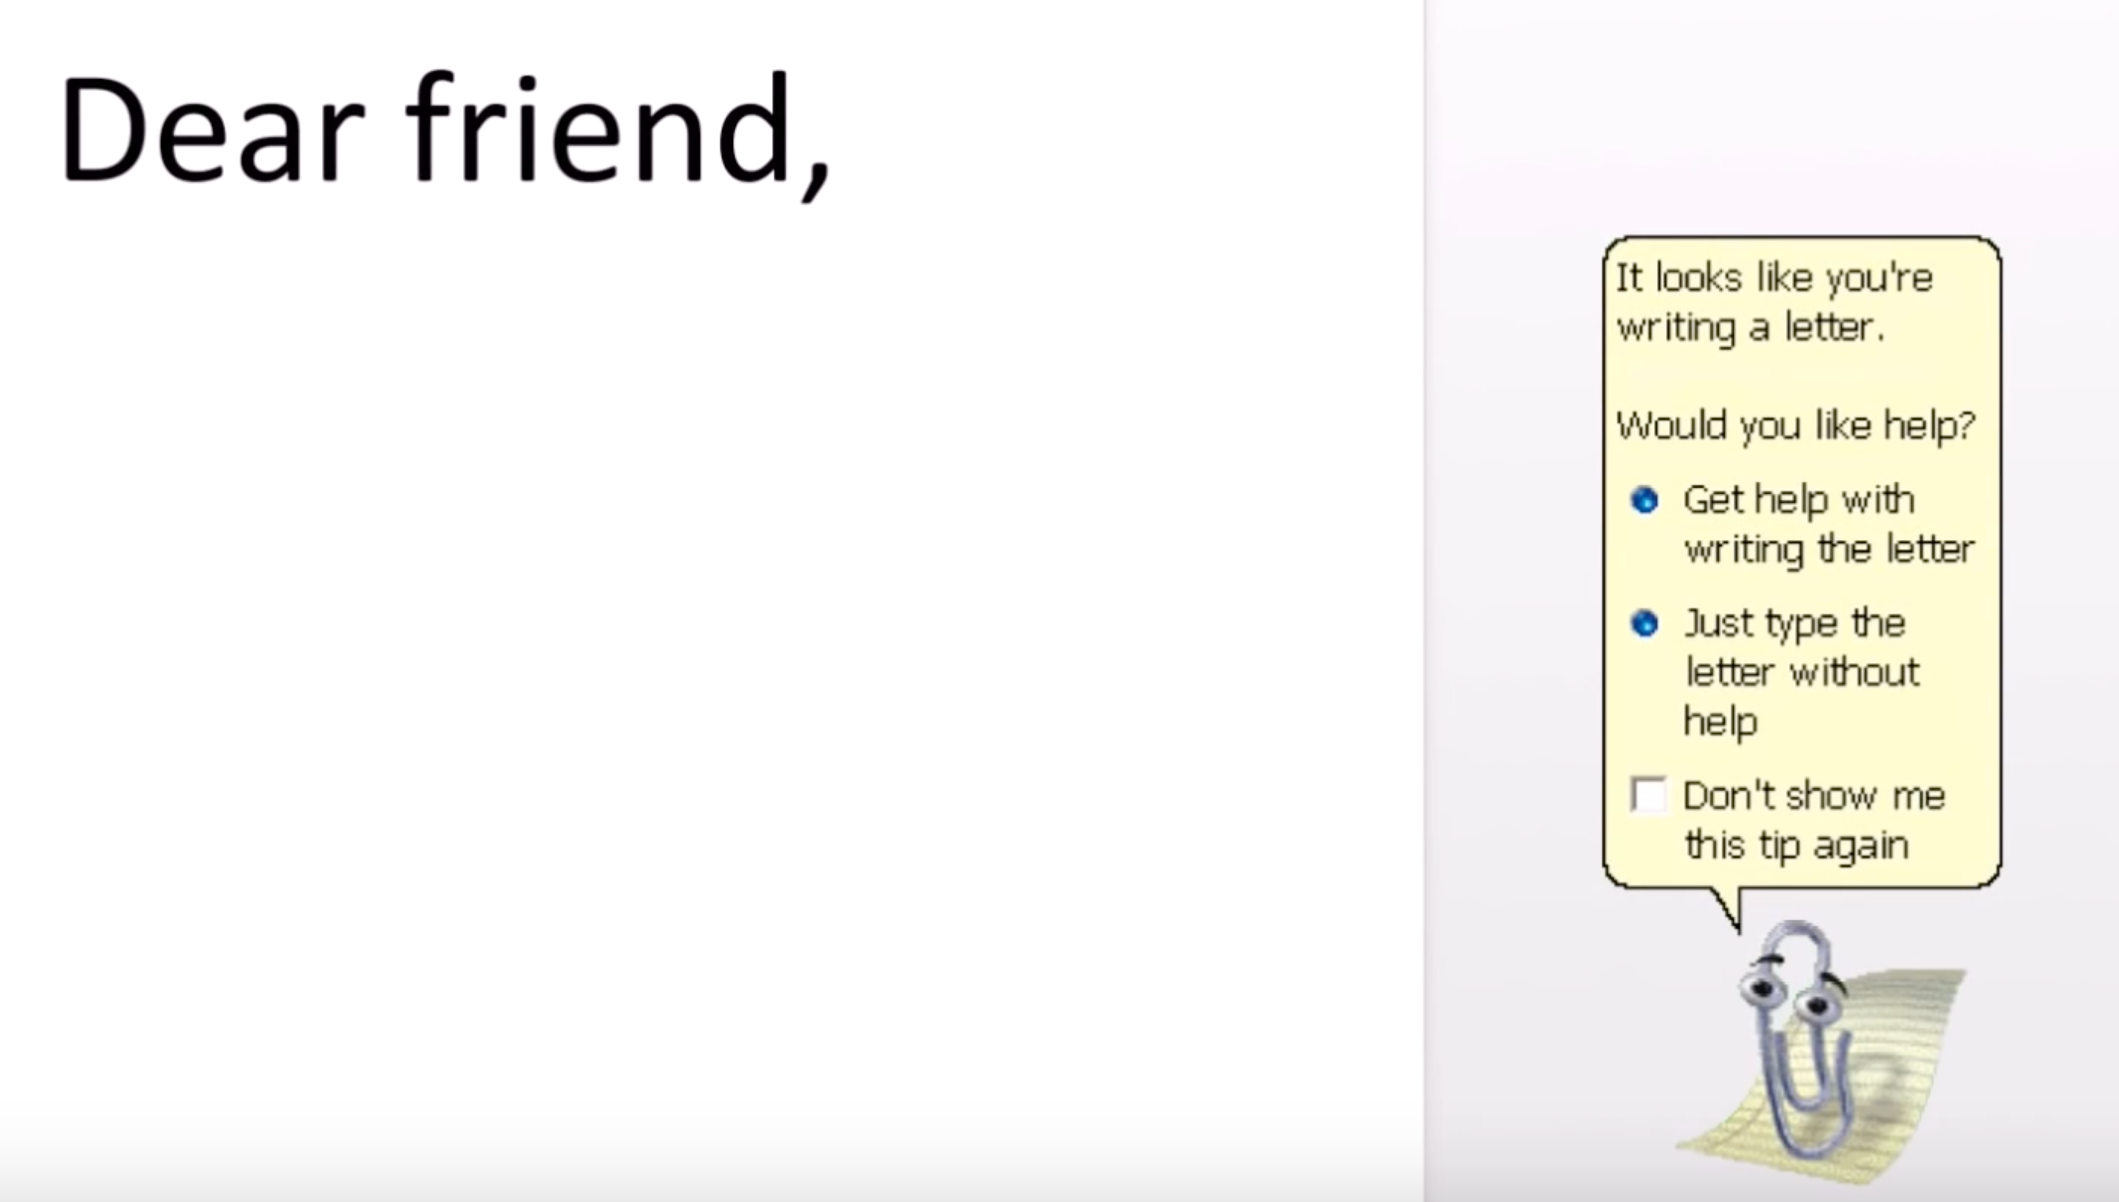 Dear friend,
It looks like you're
writing a letter.
Would you like help?
Get help with
writing the letter
Just type the
letter without
help
Don't show me
this tip again